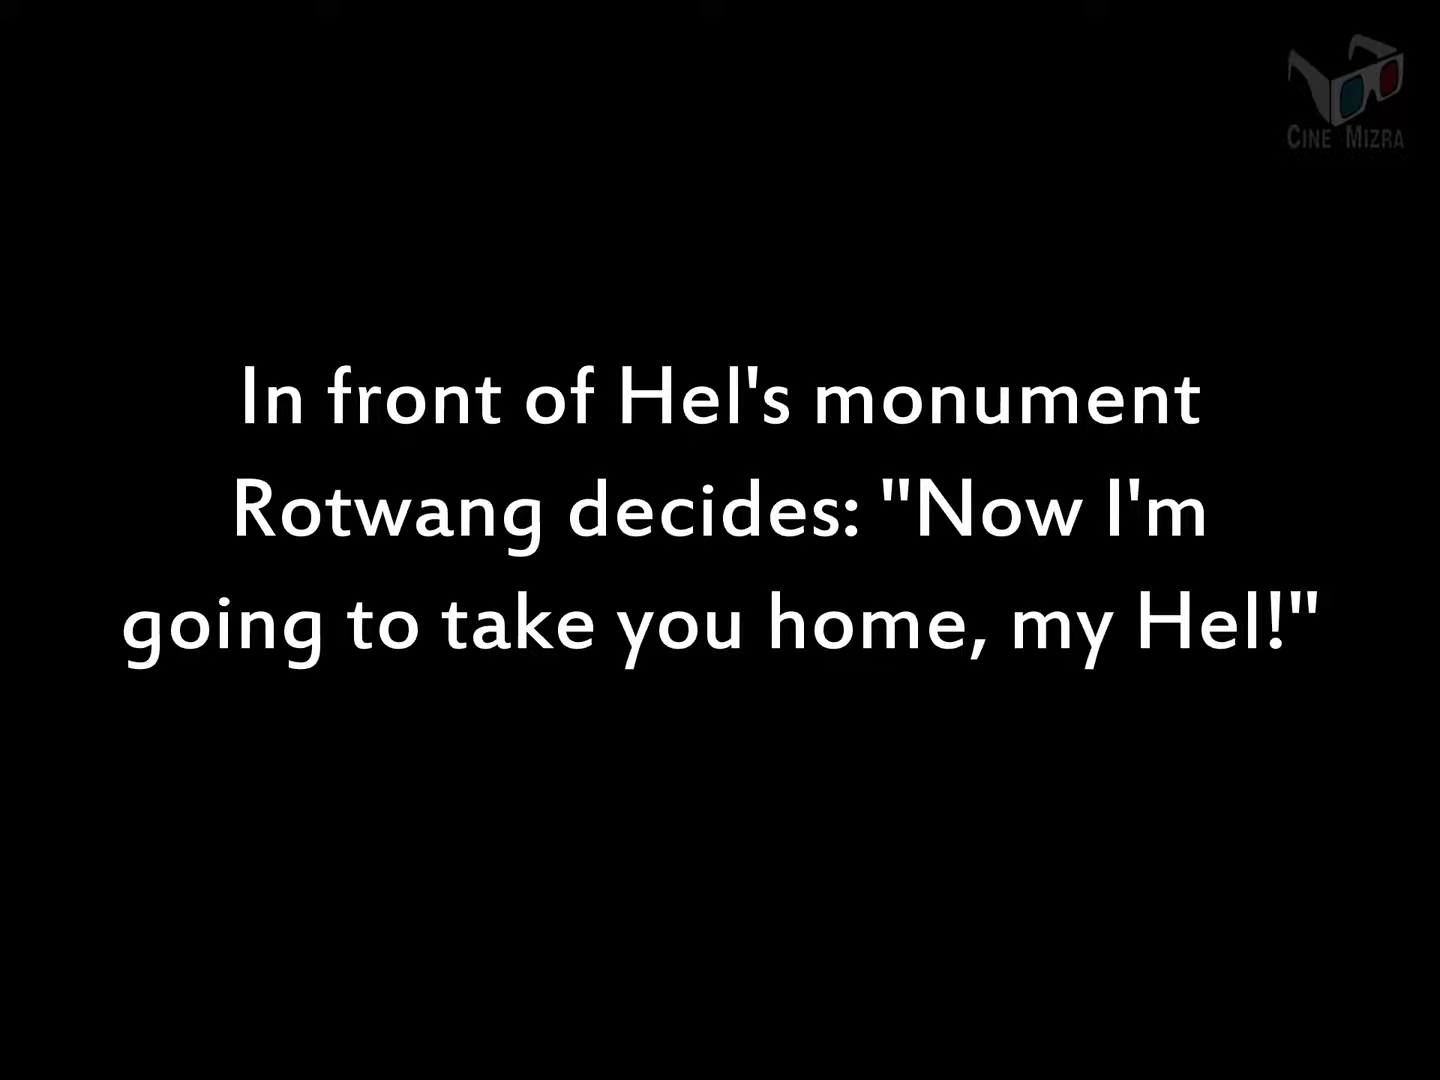 CINE MIZRA
In front of Hel's monument
Rotwang decides: "Now I'm
going to take you home, my Hel!"